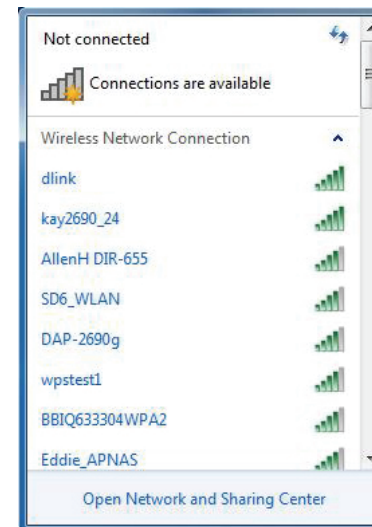 Not connected
Connections are available
Wireless Network Connection
dlink
kay2690_24
AllenH DIR-655
SD6_WLAN
DAP-2690g
wpstest1
BBIQ633304WPA2
Eddie_APNAS
Open Network and Sharing Center